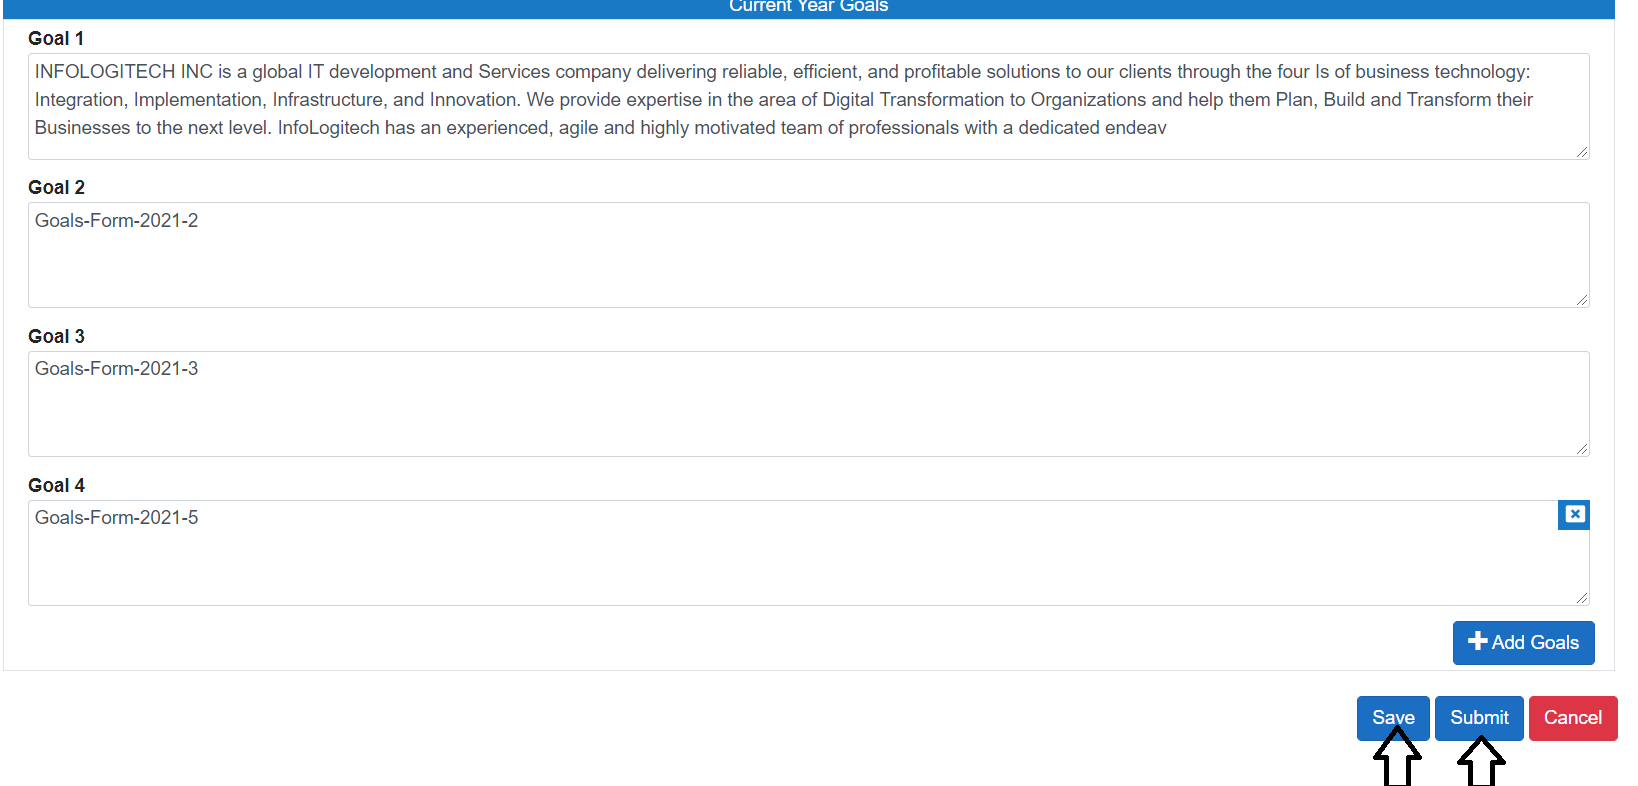 Current Year Goals
Goal 1
INFOLOGITECH INC is a global IT development and Services company delivering reliable, efficient, and profitable solutions to our clients through the four Is of business technology:
Integration, Implementation, Infrastructure, and Innovation. We provide expertise in the area of Digital Transformation to Organizations and help them Plan, Build and Transform their
Businesses to the next level. InfoLogitech has an experienced, agile and highly motivated team of professionals with a dedicated endeav
Goal 2
Goals-Form-2021-2
Goal 3
Goals-Form-2021-3
Goal 4
Goals-Form-2021-5
Add Goals
Save Submit Cancel